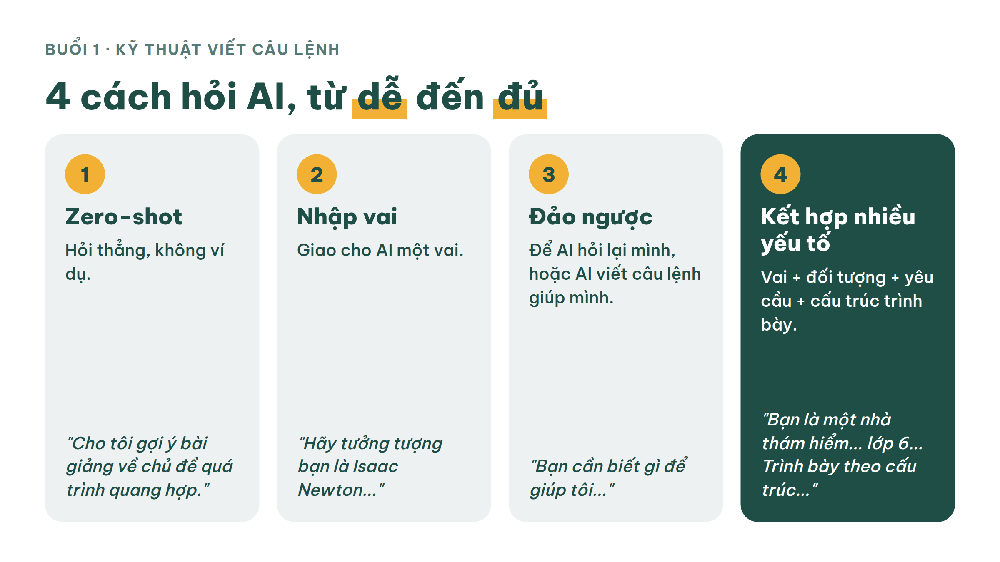 BUỔI 1 · KỸ THUẬT VIẾT CÂU LỆNH
4 cách hỏi AI, từ dễ đến đủ
1
Zero-shot
Hỏi thẳng, không ví
dụ.
"Cho tôi gợi ý bài
giảng về chủ đề quá
trình quang hợp."
2
Nhập vai
Giao cho AI một vai.
"Hãy tưởng tượng
bạn là Isaac
Newton..."
3
Đảo ngược
Để AI hỏi lại mình,
hoặc AI viết câu lệnh
giúp mình.
"Bạn cần biết gì để
giúp tôi..."
4
Kết hợp nhiều
yếu tố
Vai + đối tượng + yêu
cầu + cấu trúc trình
bày.
"Bạn là một nhà
thám hiểm... lớp 6...
Trình bày theo cấu
trúc..."